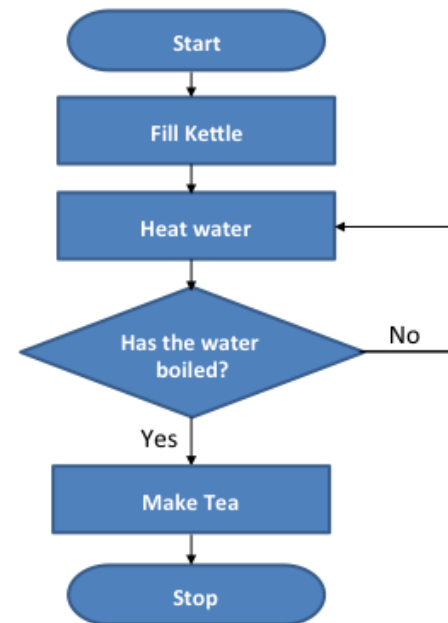 Start
Fill Kettle
Heat water
Has the water
boiled?
No
Yes
Make Tea
Stop